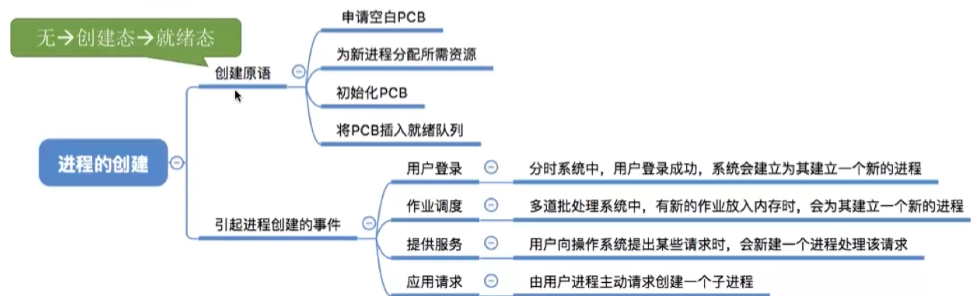 无→创建态→就绪态
创建原语
申请空白PCB
为新进程分配所需资源
初始化PCB
将PCB插入就绪队列
进程的创建
引起进程创建的事件
用户登录
分时系统中，用户登录成功，系统会建立为其建立一个新的进程
作业调度
多道批处理系统中，有新的作业放入内存时，会为其建立一个新的进程
提供服务
用户向操作系统提出某些请求时，会新建一个进程处理该请求
应用请求
由用户进程主动请求创建一个子进程